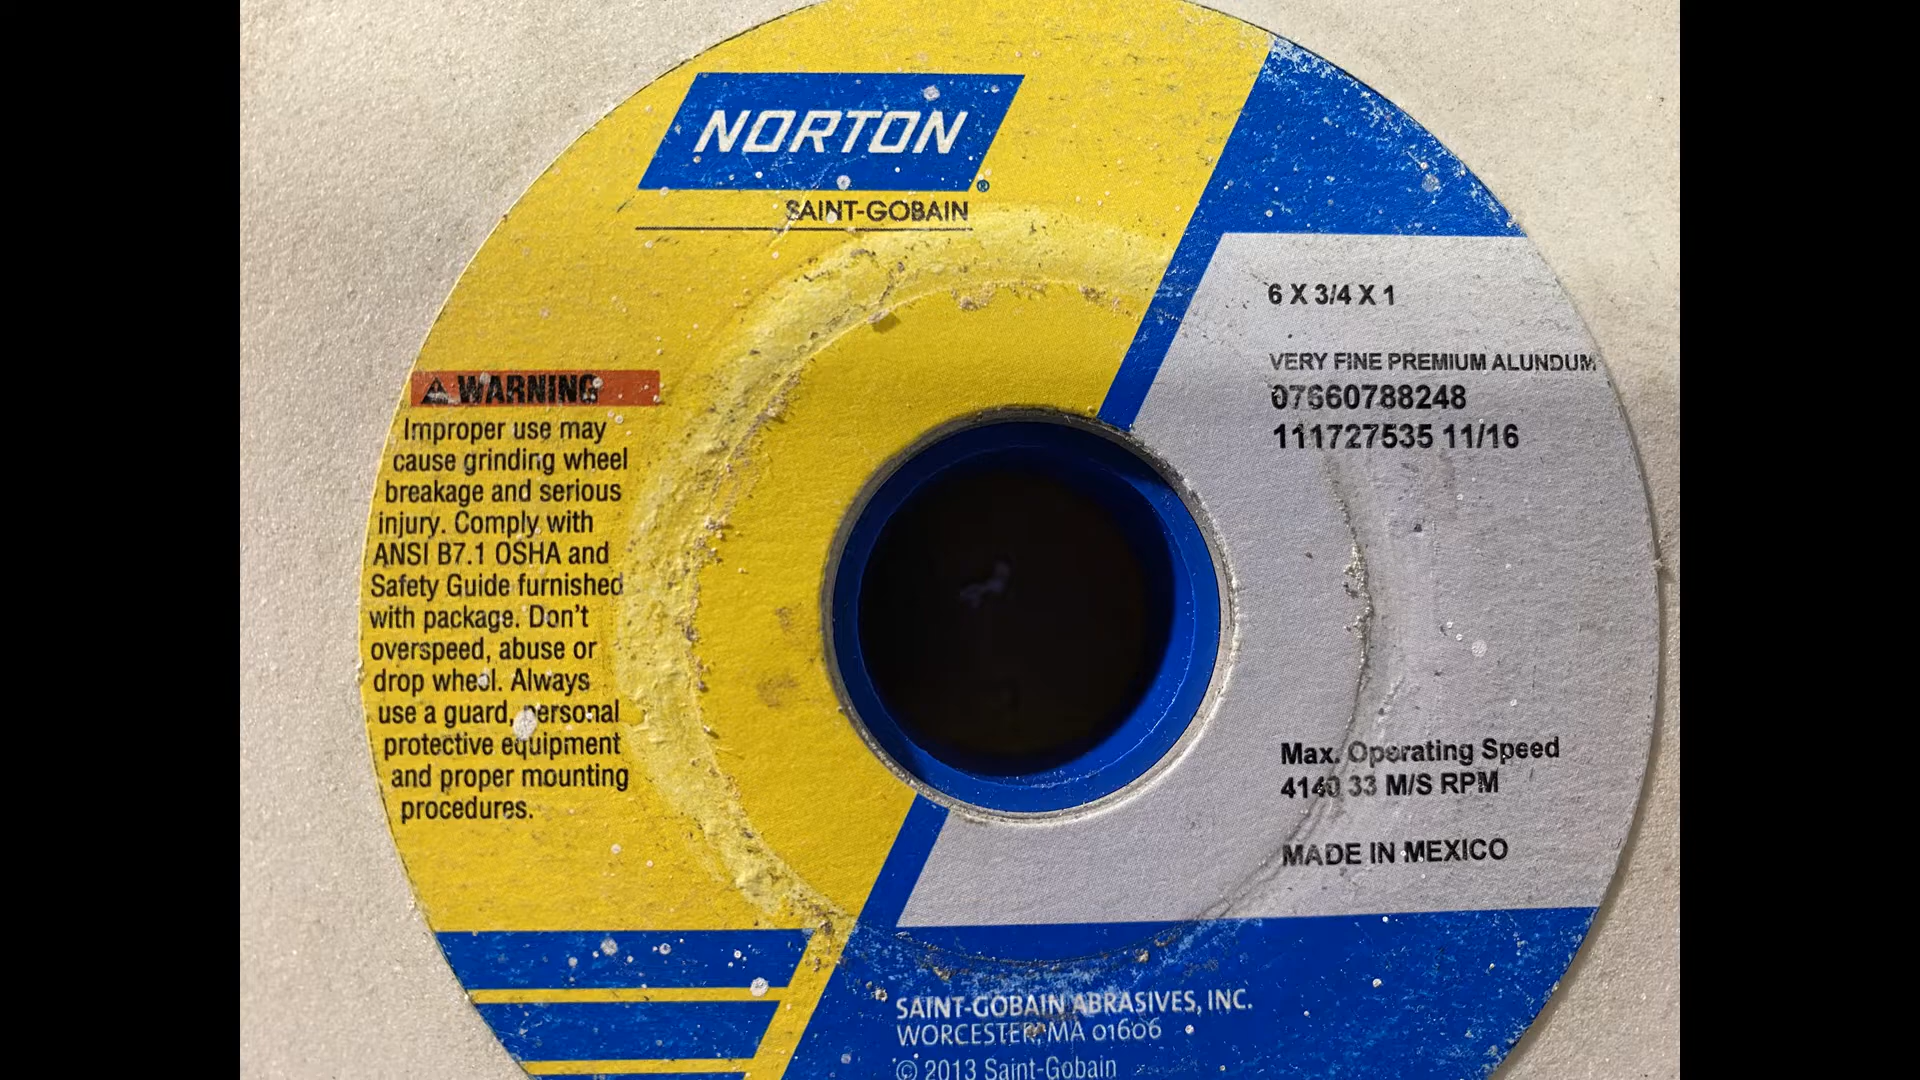 NORTON
®
SAINT-GOBAIN
WARNING
Improper use may
cause grinding wheel
breakage and serious
injury. Comply with
ANSI B7.1 OSHA and
Safety Guide furnished
with package. Don't
overspeed, abuse or
drop wheel. Always
use a guard, personal
protective equipment
and proper mounting
procedures.
6 X 3/4 X 1
VERY FINE PREMIUM ALUNDUM
07660788248
111727535 11/16
Max. Operating Speed
4140 33 M/S RPM
MADE IN MEXICO
SAINT-GOBAIN ABRASIVES, INC.
WORCESTER, MA 01606
© 2013 Saint-Gobain